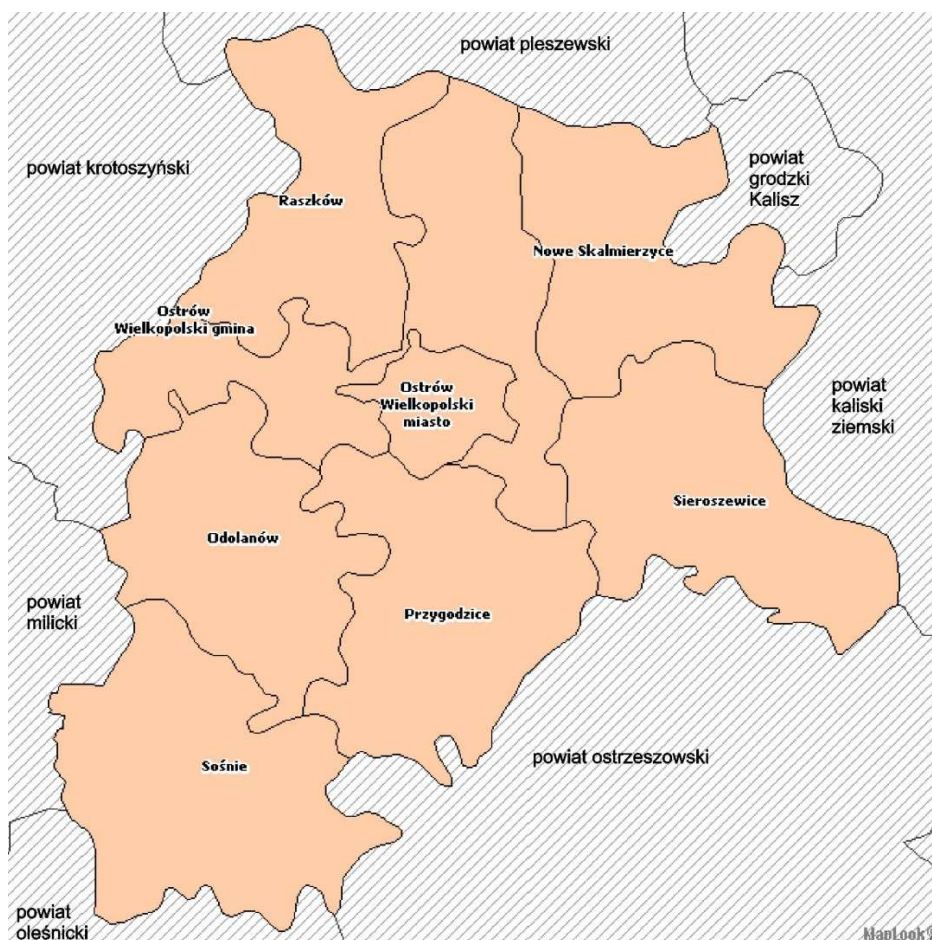 powiat pleszewski
powiat krotoszyński
powiat
grodzki
Kalisz
Raszków
Nowe Skalmierzyce
Ostrów
Wielkopolski gmina
Ostrów
Wielkopolski
miasto
powiat
kaliski
ziemski
Sieroszewice
Odolanów
powiat
milicki
Przygodzice
powiat ostrzeszowski
Sośnie
powiat
oleśnicki
MapLook